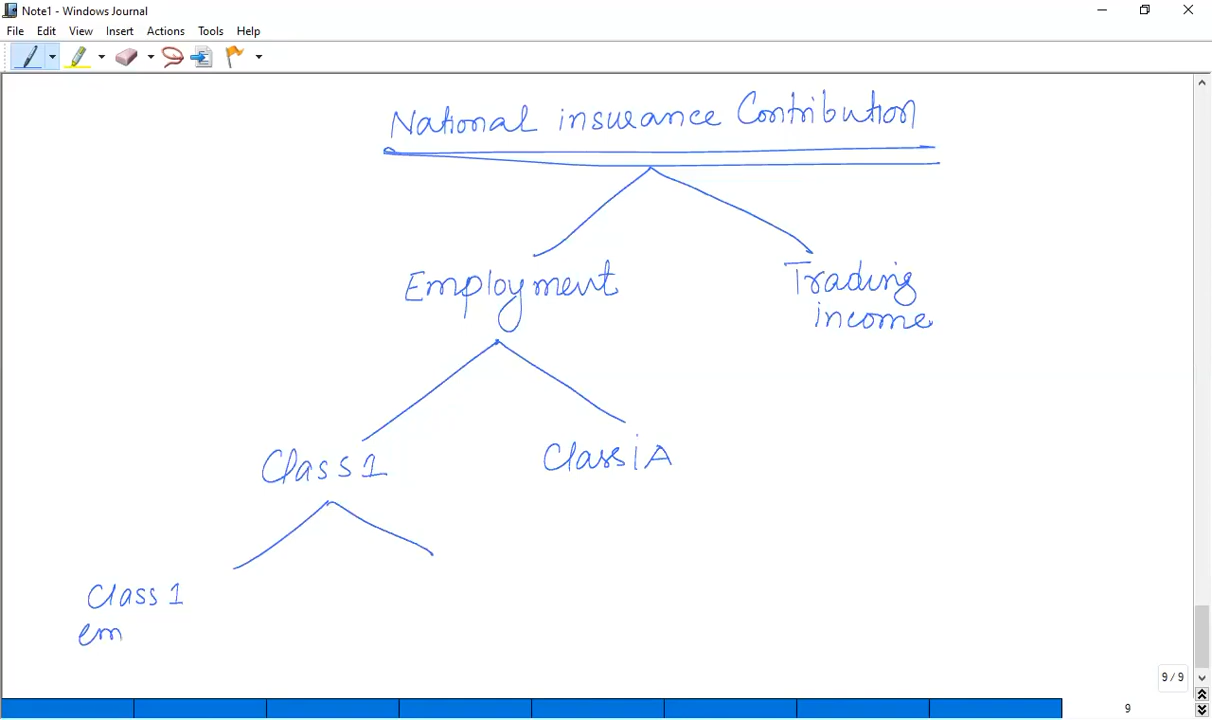 Note1 - Windows Journal
File Edit View Insert Actions Tools Help
National insurance Contribution
Employment
Trading
income
Class 1
Class 1A
Class 1
em
9 / 9
9